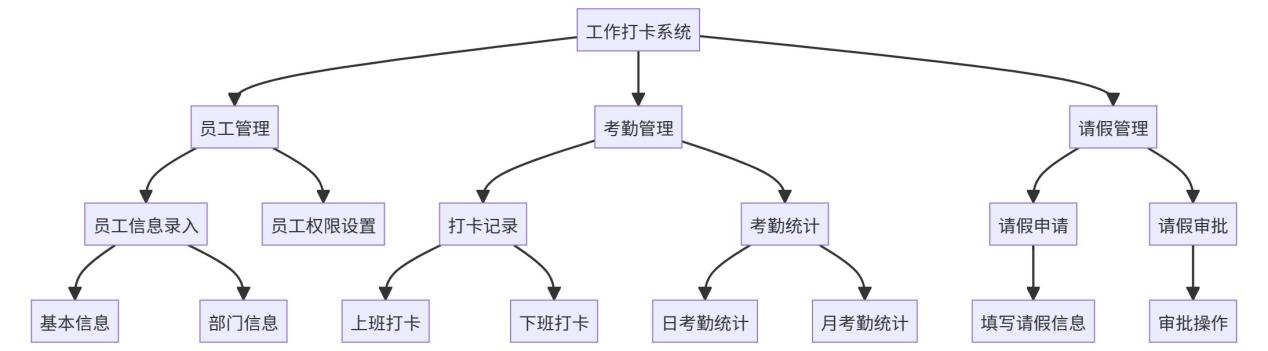 工作打卡系统
员工管理
考勤管理
请假管理
员工信息录入
员工权限设置
打卡记录
考勤统计
请假申请
请假审批
基本信息
部门信息
上班打卡
下班打卡
日考勤统计
月考勤统计
填写请假信息
审批操作